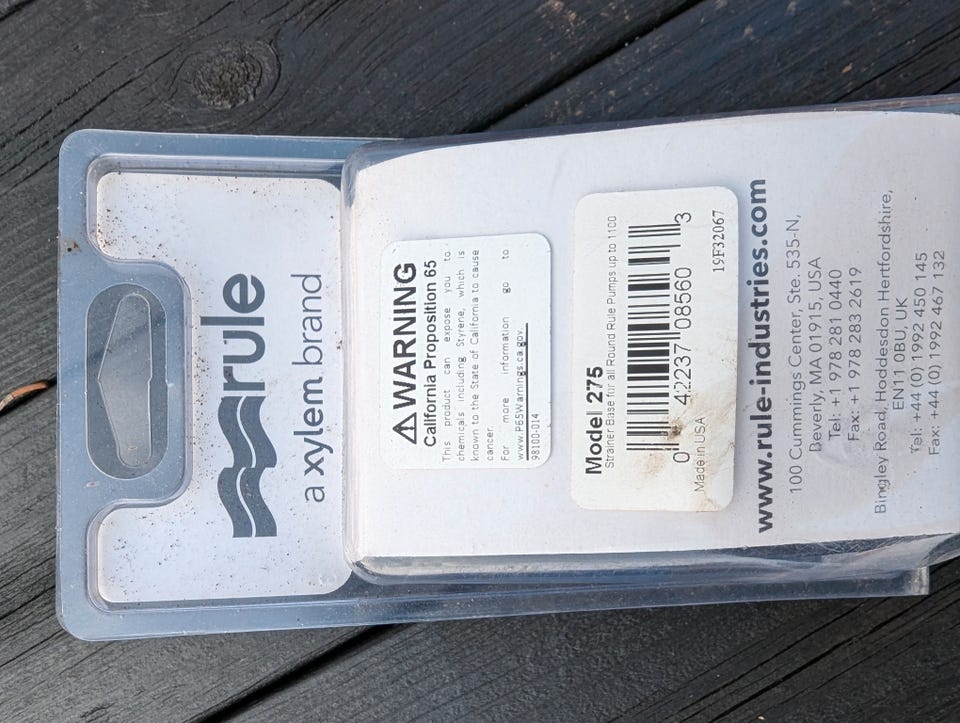 rule
a xylem brand
⚠WARNING
California Proposition 65
This product can expose you to
chemicals including Styrene, which is
known to the State of California to cause
cancer.
For more information go to
www.P65Warnings.ca.gov.
98100-014
Model 275
Strainer Base for all Round Rule Pumps up to 1100
0 42237 08560 3
Made in USA
19F32067
www.rule-industries.com
100 Cummings Center, Ste. 535-N,
Beverly, MA 01915, USA
Tel: +1 978 281 0440
Fax: +1 978 283 2619
Bingley Road, Hoddesdon Hertfordshire,
EN11 0BU, UK
Tel: +44 (0) 1992 450 145
Fax: +44 (0) 1992 467 132